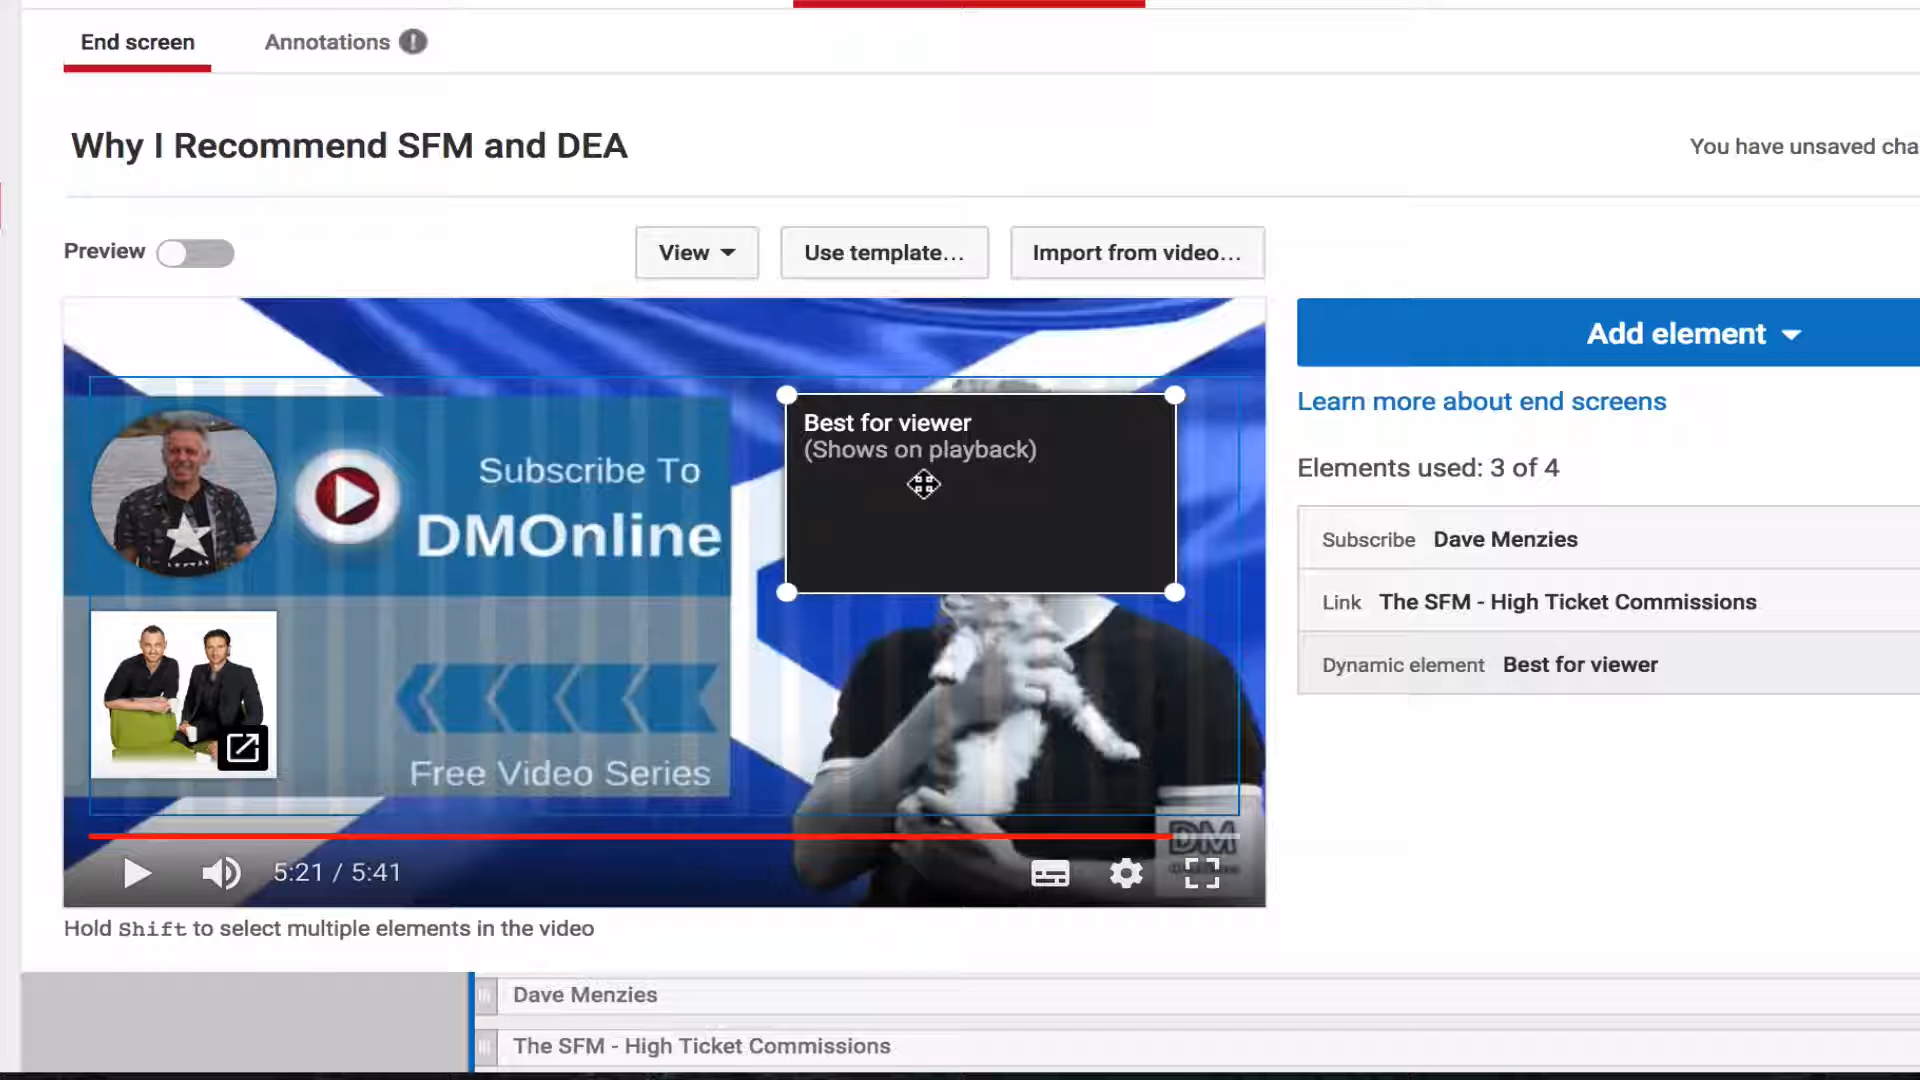 End screen
Annotations
Why I Recommend SFM and DEA
You have unsaved cha
Preview
View
Use template...
Import from video...
Add element
Learn more about end screens
Elements used: 3 of 4
Subscribe Dave Menzies
Link The SFM - High Ticket Commissions
Dynamic element Best for viewer
Best for viewer
(Shows on playback)
Subscribe To
DMOnline
Free Video Series
DM
5:21 / 5:41
Hold Shift to select multiple elements in the video
Dave Menzies
The SFM - High Ticket Commissions